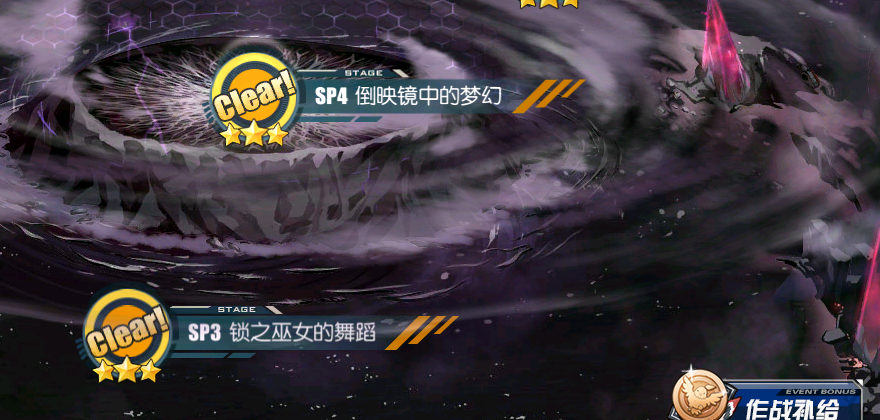 STAGE
Clear!
SP4 倒映镜中的梦幻
STAGE
Clear!
SP3 锁之巫女的舞蹈
EVENT BONUS
作战补给